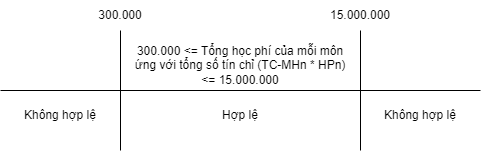 300.000 15.000.000
300.000 <= Tổng học phí của mỗi môn
ứng với tổng số tín chỉ (TC-MHn * HPn)
<= 15.000.000
Không hợp lệ Hợp lệ Không hợp lệ